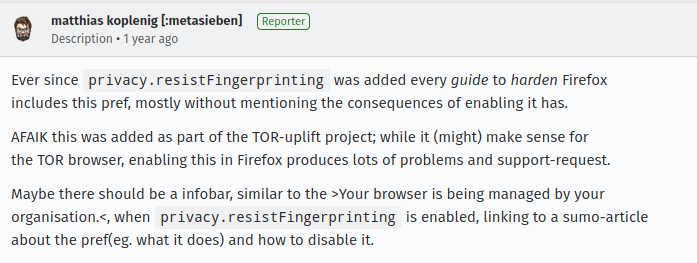 matthias koplenig [:metasieben] Reporter
Description • 1 year ago
Ever since privacy.resistFingerprinting was added every guide to harden Firefox
includes this pref, mostly without mentioning the consequences of enabling it has.
AFAIK this was added as part of the TOR-uplift project; while it (might) make sense for
the TOR browser, enabling this in Firefox produces lots of problems and support-request.
Maybe there should be a infobar, similar to the >Your browser is being managed by your
organisation.<, when privacy.resistFingerprinting is enabled, linking to a sumo-article
about the pref(eg. what it does) and how to disable it.